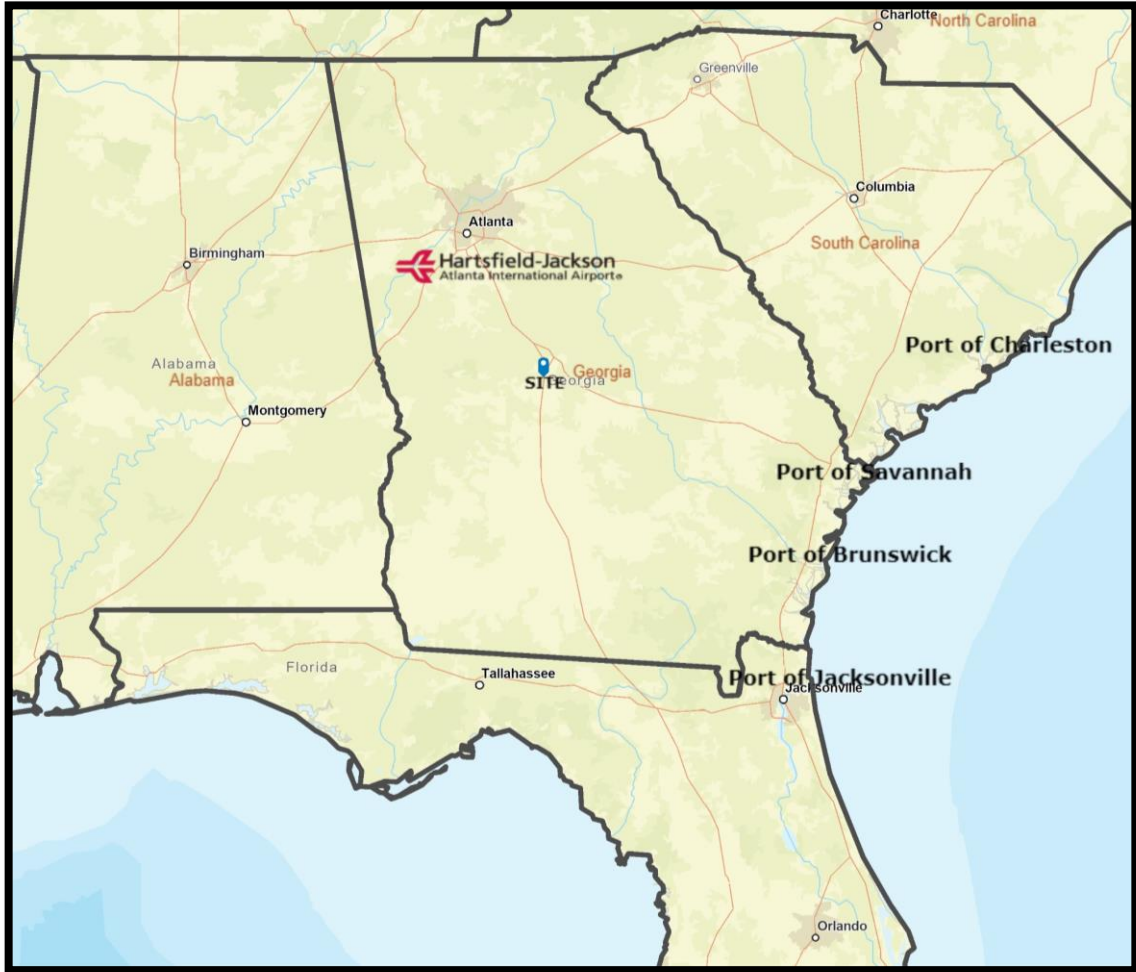 Charlotte
North Carolina
Greenville
Columbia
South Carolina
Atlanta
Birmingham
Hartsfield-Jackson
Atlanta International Airport®
Port of Charleston
Alabama
Alabama
SITE
Georgia
Georgia
Montgomery
Port of Savannah
Port of Brunswick
Florida
Tallahassee
Port of Jacksonville
Jacksonville
Orlando